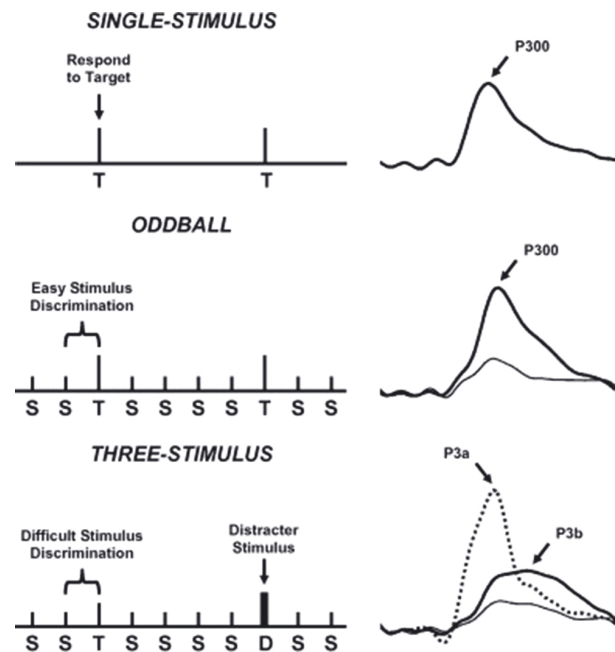 SINGLE-STIMULUS
Respond
to Target
P300
T T
ODDBALL
P300
Easy Stimulus
Discrimination
S S T S S S S T S S
THREE-STIMULUS
P3a
Difficult Stimulus
Discrimination
Distracter
Stimulus
P3b
S S T S S S S D S S